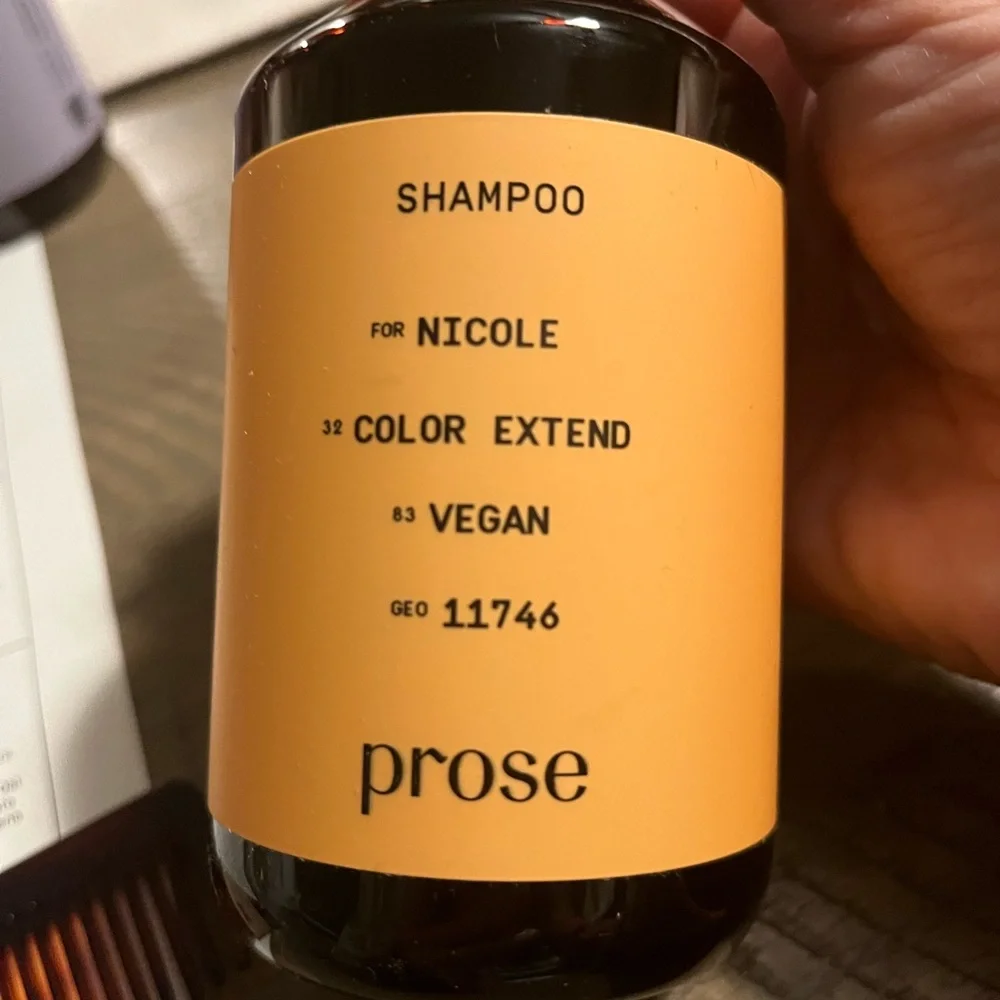 SHAMPOO
FOR NICOLE
32 COLOR EXTEND
83 VEGAN
GEO 11746
prose